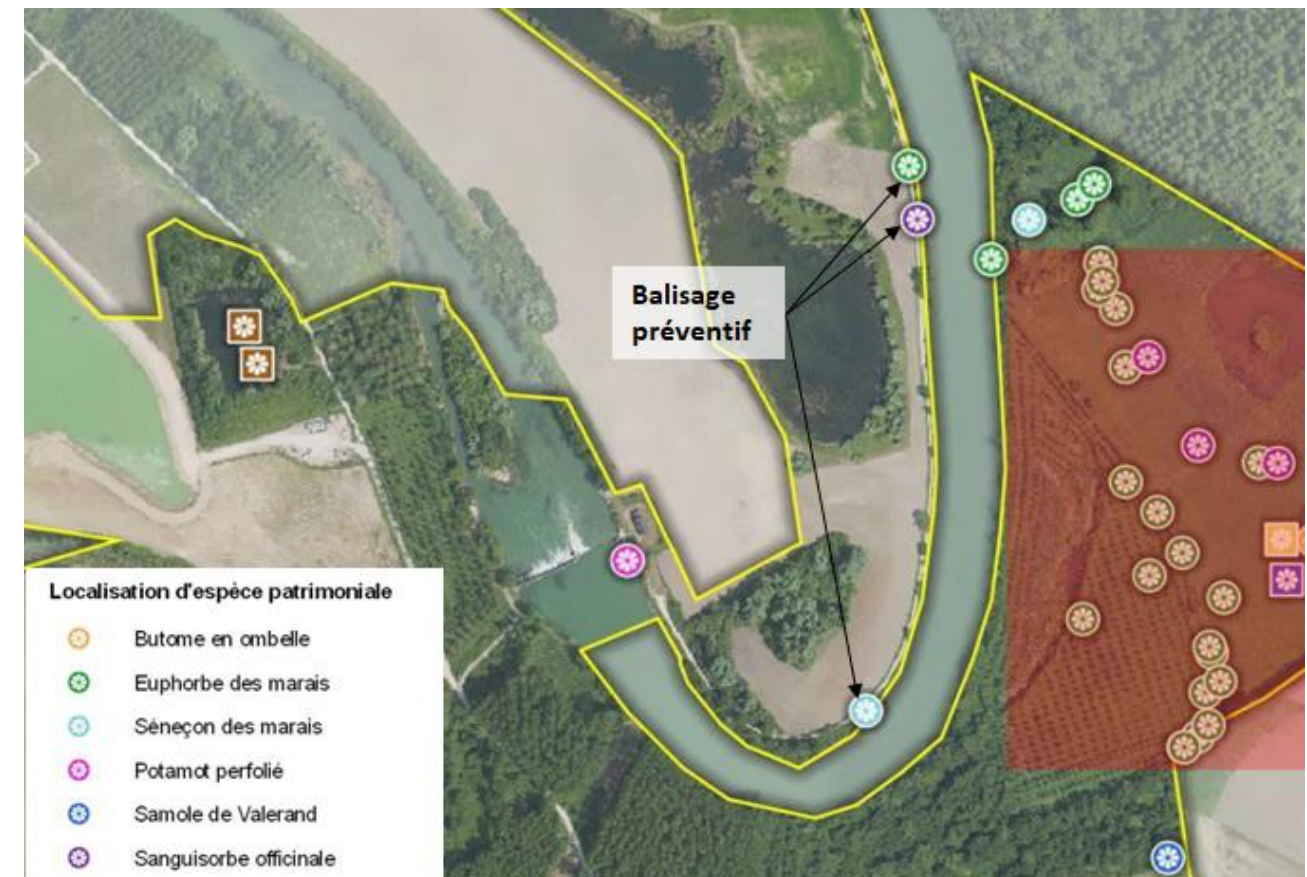 Balisage
préventif
Localisation d'espèce patrimoniale
Butome en ombelle
Euphorbe des marais
Séneçon des marais
Potamot perfolié
Samole de Valerand
Sanguisorbe officinale